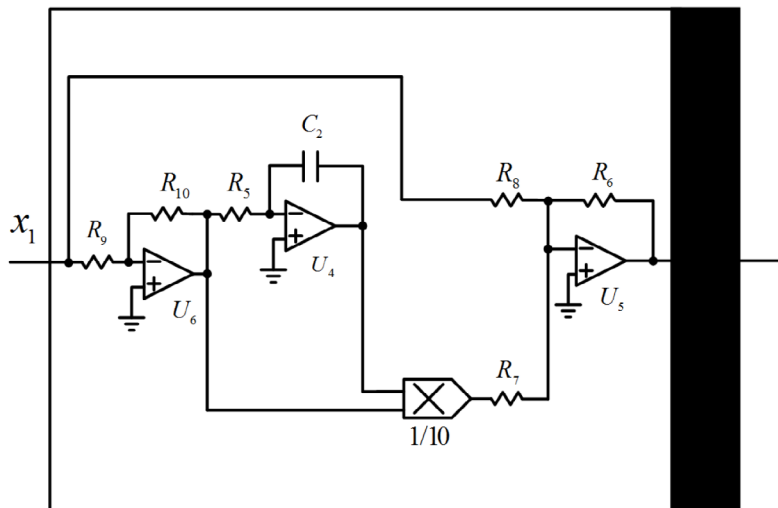 C₂
R₁₀
R₅
R₈
R₆
x₁
R₉
U₄
U₆
U₅
R₇
1/10